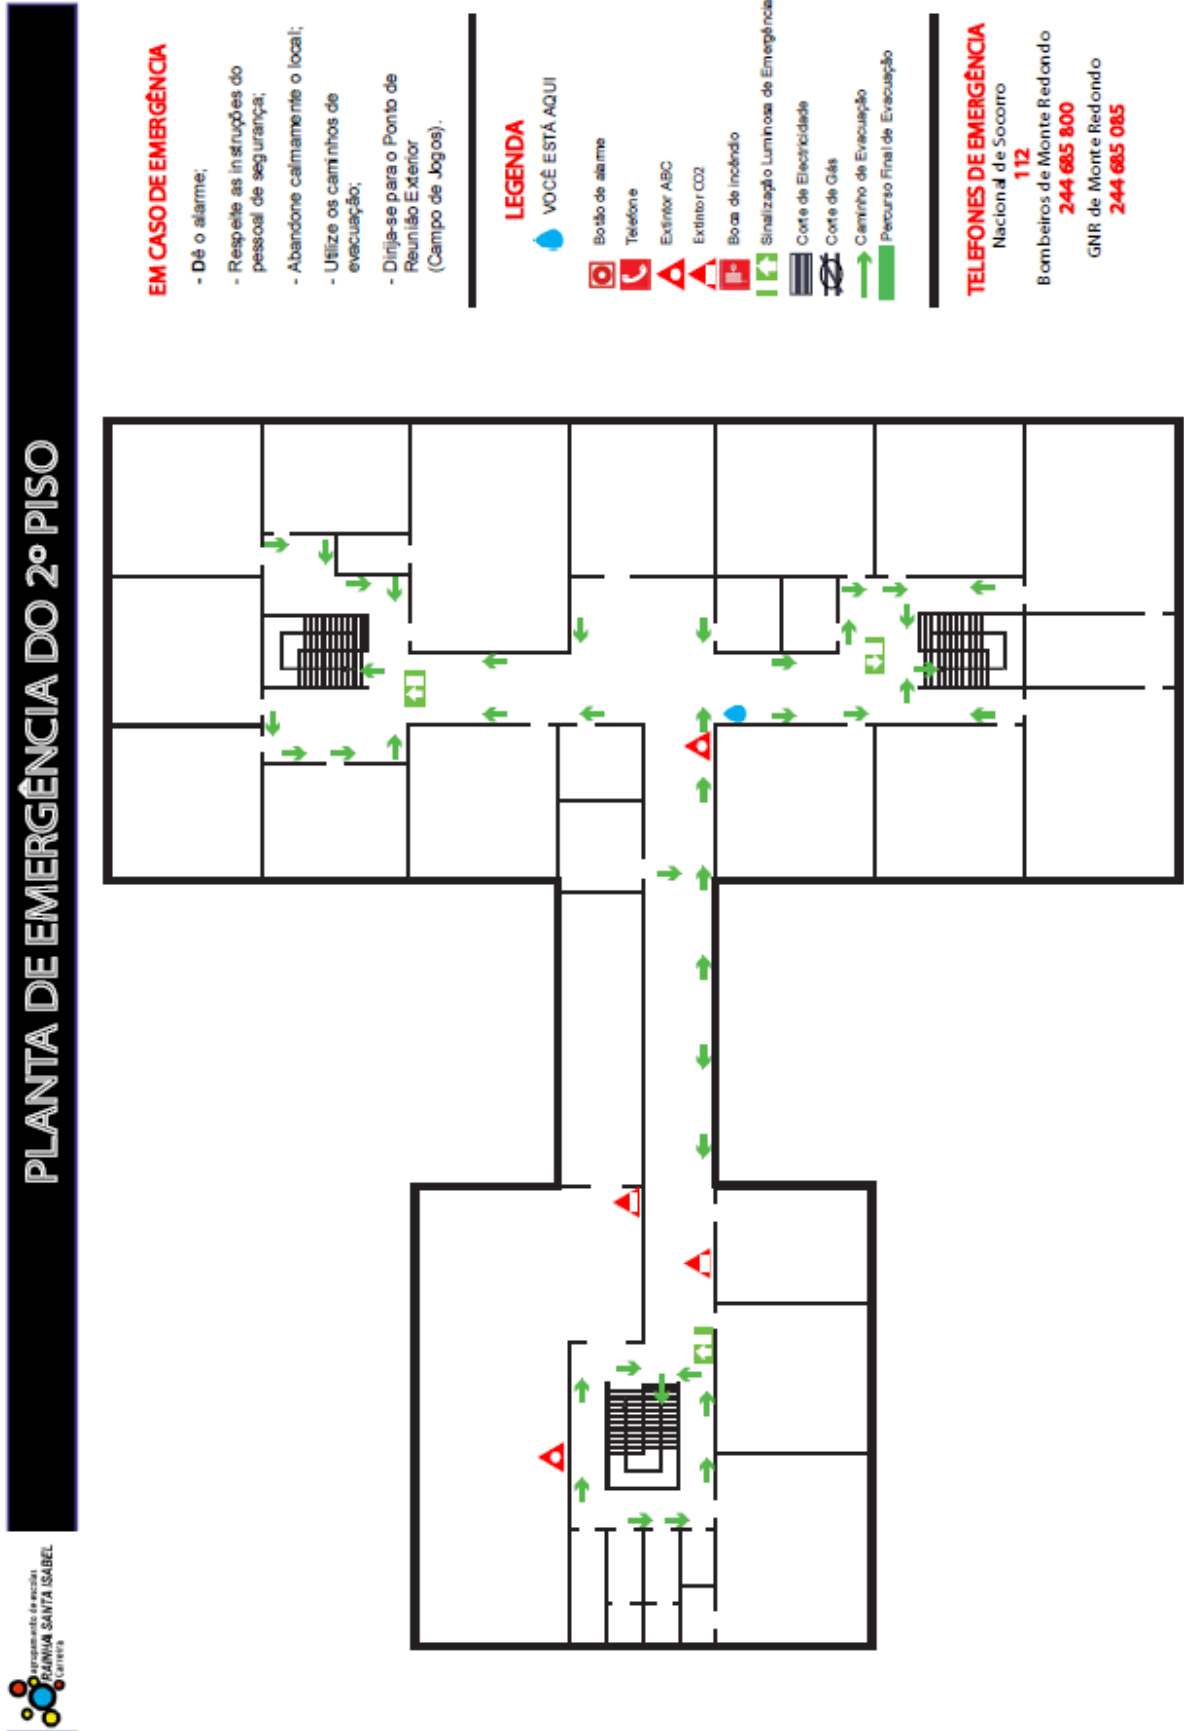 agrupamento de escolas
RAINHA SANTA ISABEL
Carreira
PLANTA DE EMERGÊNCIA DO 2º PISO
EM CASO DE EMERGÊNCIA
- Dê o alarme;
- Respeite as instruções do
pessoal de segurança;
- Abandone calmamente o local;
- Utilize os caminhos de
evacuação;
- Dirija-se para o Ponto de
Reunião Exterior
(Campo de Jogos).
LEGENDA
VOCÊ ESTÁ AQUI
Botão de alarme
Telefone
Extintor ABC
Extintor CO2
Boca de incêndio
Sinalização Luminosa de Emergência
Corte de Electricidade
Corte de Gás
Caminho de Evacuação
Percurso Final de Evacuação
TELEFONES DE EMERGÊNCIA
Nacional de Socorro
112
Bombeiros de Monte Redondo
244 685 800
GNR de Monte Redondo
244 685 085